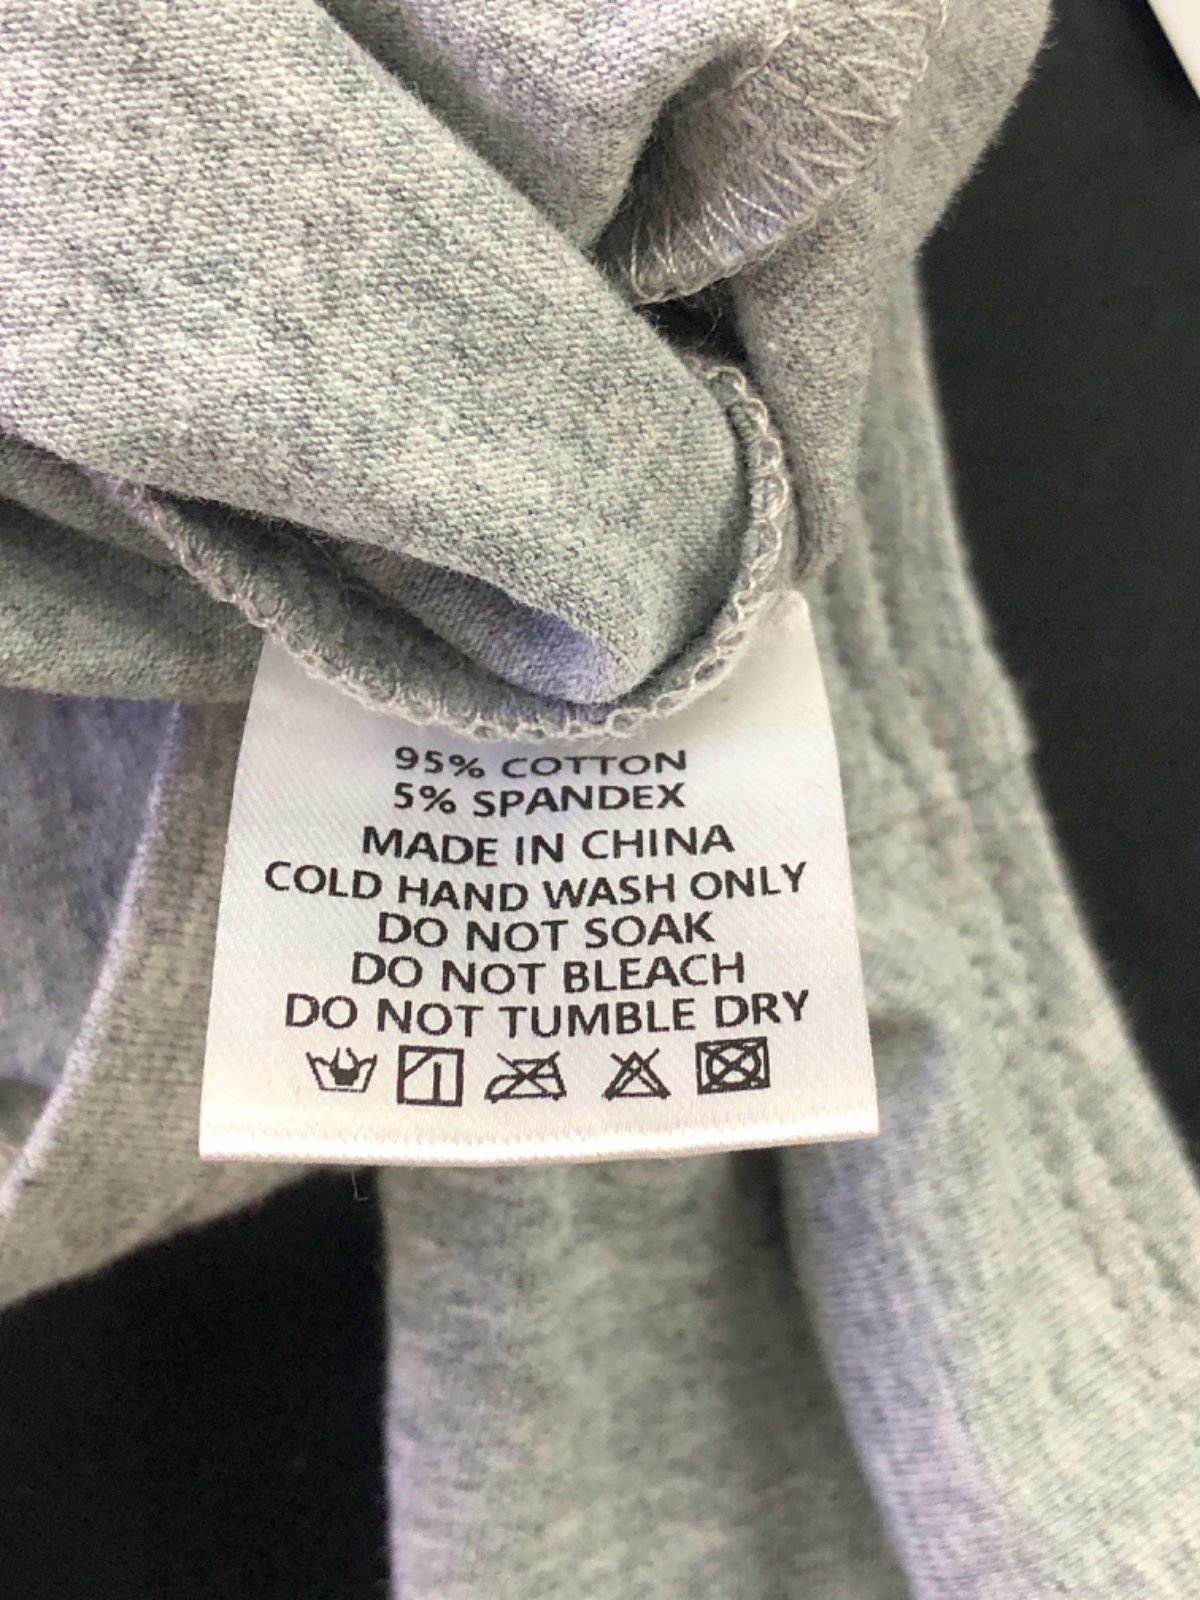 95% COTTON
5% SPANDEX
MADE IN CHINA
COLD HAND WASH ONLY
DO NOT SOAK
DO NOT BLEACH
DO NOT TUMBLE DRY